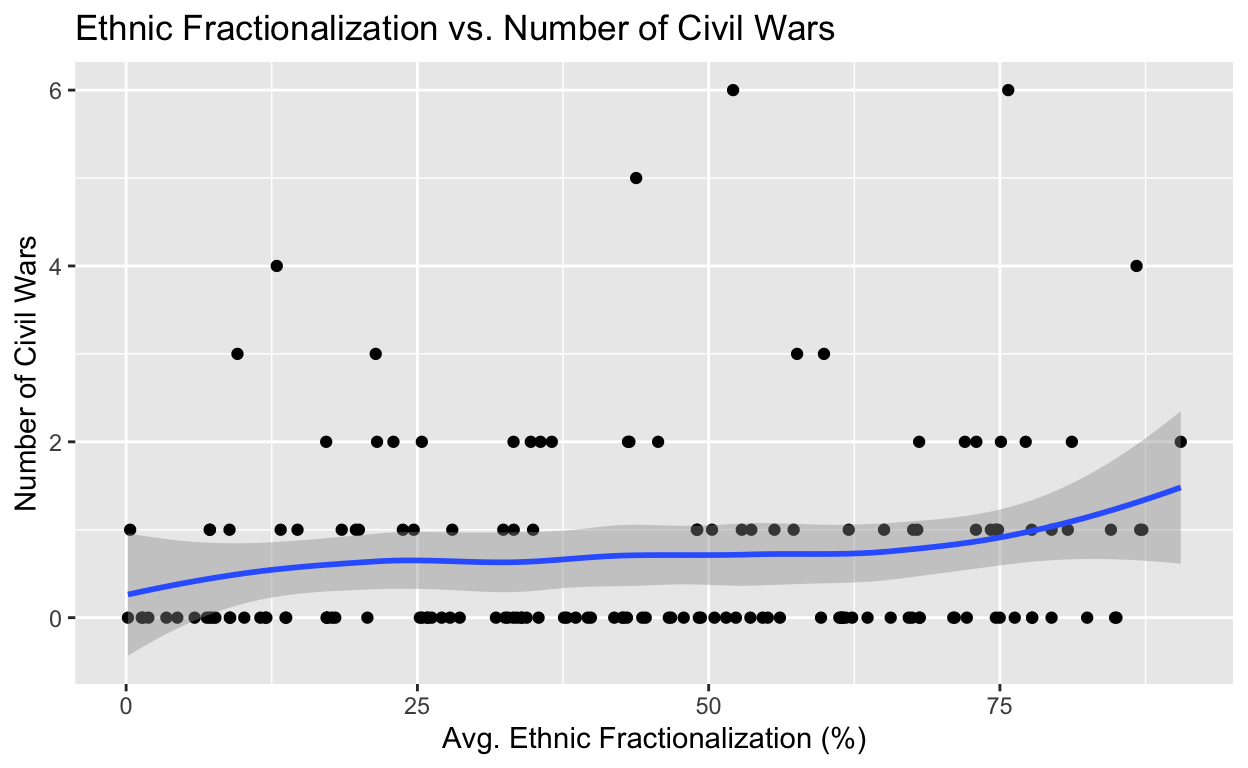 Ethnic Fractionalization vs. Number of Civil Wars
Number of Civil Wars
6
4
2
0
0 25 50 75
Avg. Ethnic Fractionalization (%)